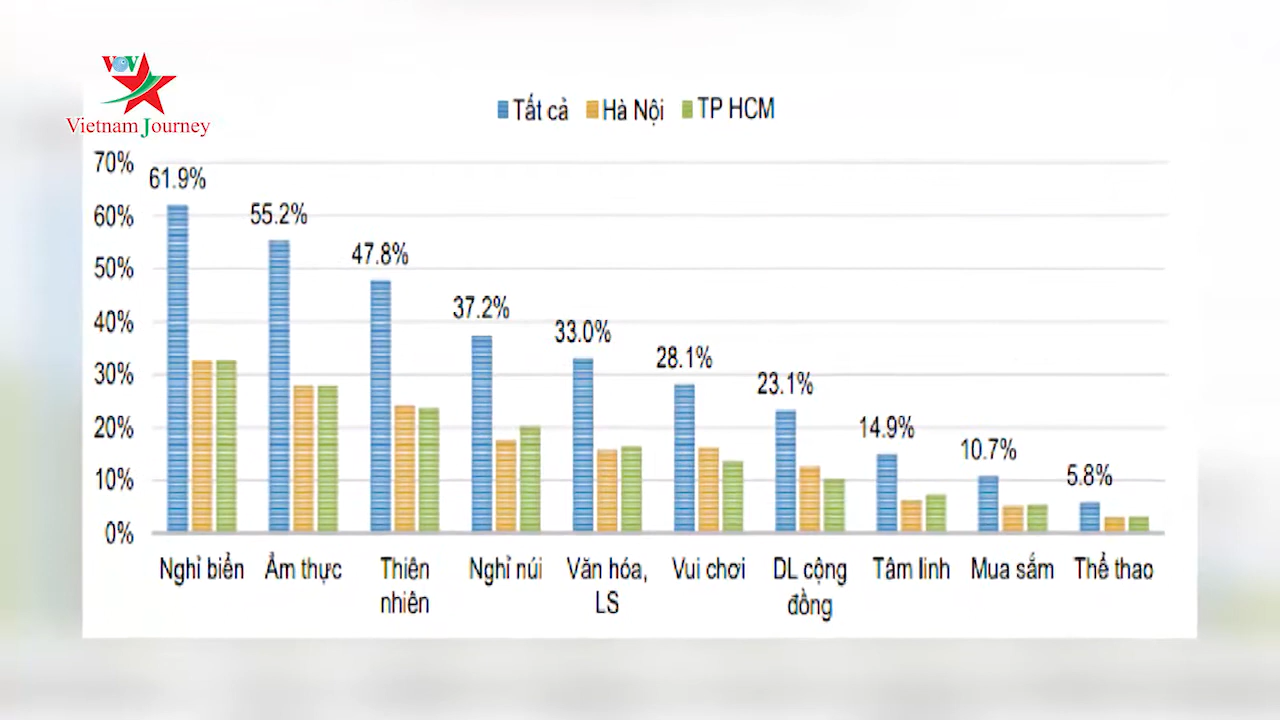 VOV
Vietnam Journey
Tất cả Hà Nội TP HCM
70%
60%
50%
40%
30%
20%
10%
0%
61.9%
55.2%
47.8%
37.2%
33.0%
28.1%
23.1%
14.9%
10.7%
5.8%
Nghỉ biển
Ẩm thực
Thiên
nhiên
Nghỉ núi
Văn hóa,
LS
Vui chơi
DL cộng
đồng
Tâm linh
Mua sắm
Thể thao